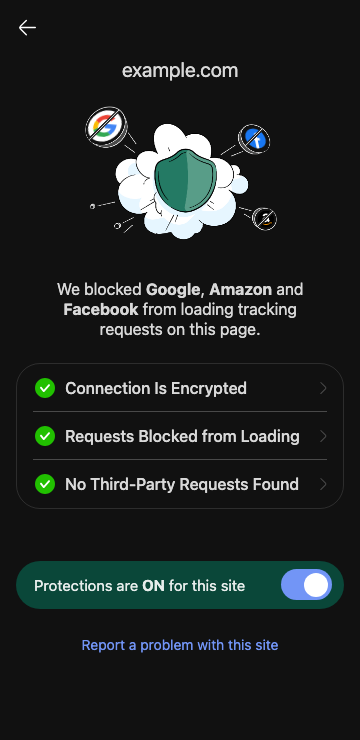 example.com
We blocked Google, Amazon and
Facebook from loading tracking
requests on this page.
Connection Is Encrypted
Requests Blocked from Loading
No Third-Party Requests Found
Protections are ON for this site
Report a problem with this site